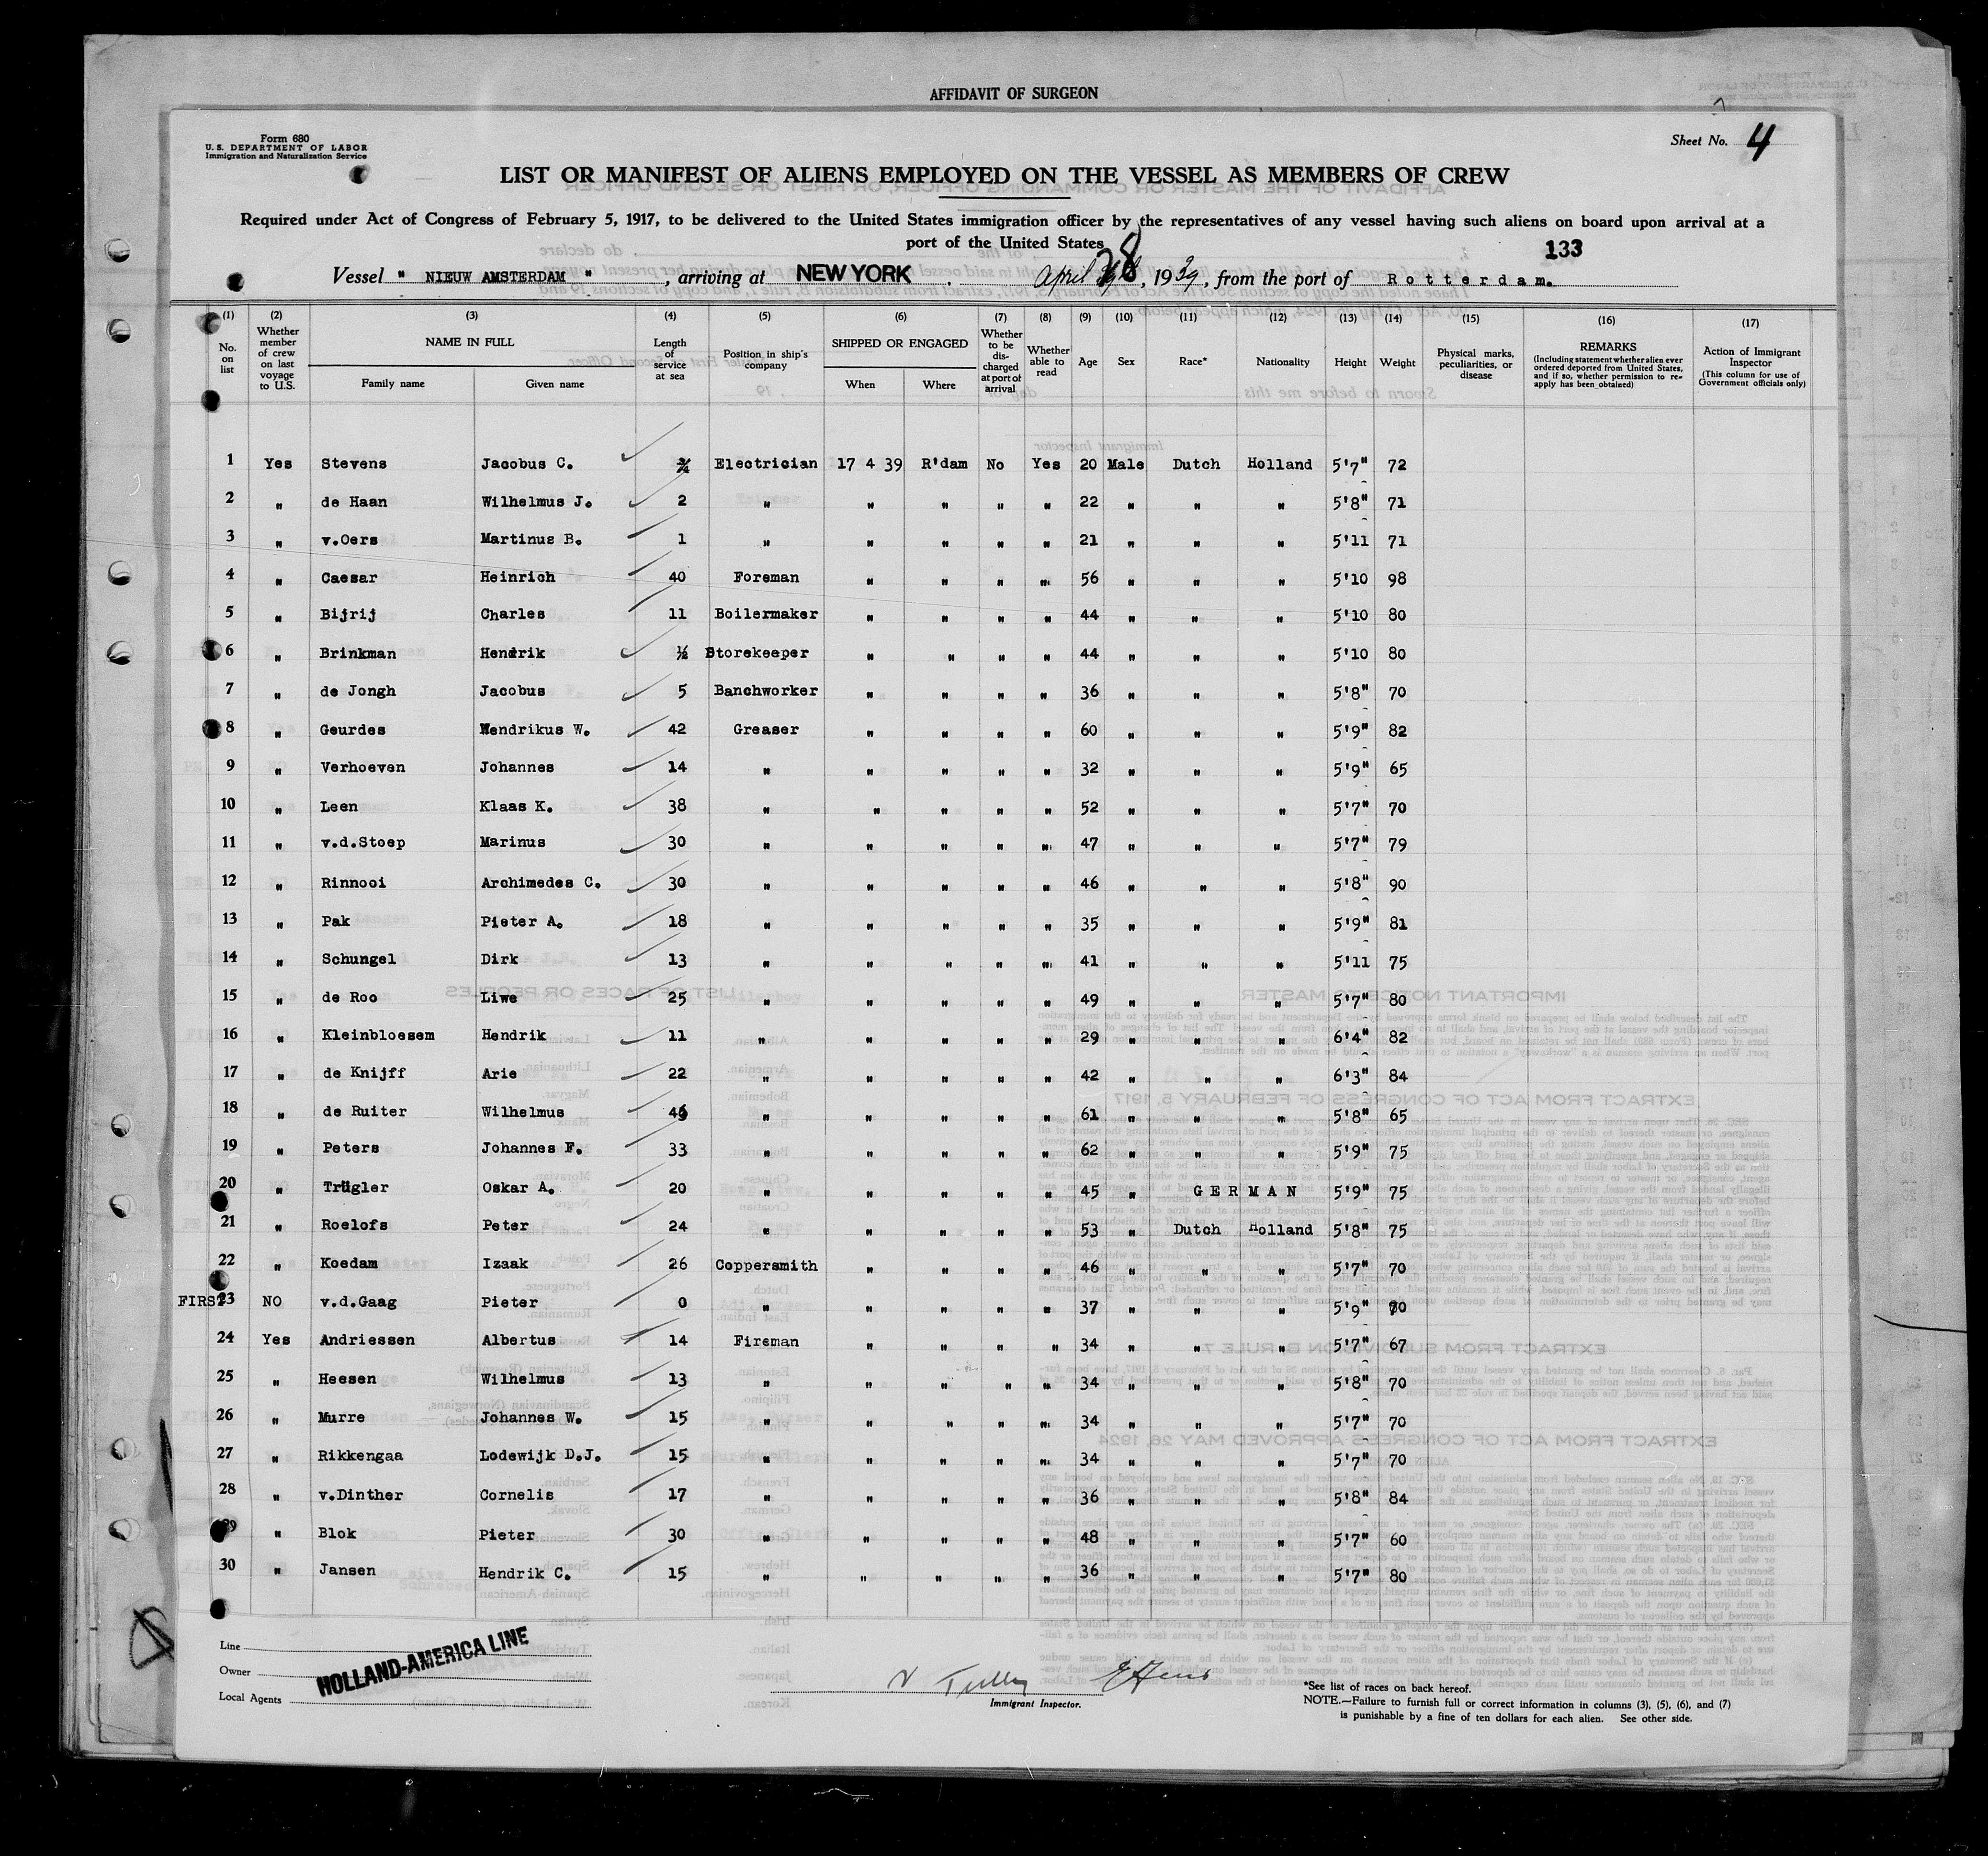 AFFIDAVIT OF SURGEON
Form 680
U. S. DEPARTMENT OF LABOR
Immigration and Naturalization Service
Sheet No. 4
LIST OR MANIFEST OF ALIENS EMPLOYED ON THE VESSEL AS MEMBERS OF CREW
Required under Act of Congress of February 5, 1917, to be delivered to the United States immigration officer by the representatives of any vessel having such aliens on board upon arrival at a
port of the United States
133
Vessel " NIEUW AMSTERDAM " , arriving at NEW YORK , April 28 , 1939 , from the port of Rotterdam.
(1) (2) (3) (4) (5) (6) (7) (8) (9) (10) (11) (12) (13) (14) (15) (16) (17)
No. on list
Whether member of crew on last voyage to U.S.
NAME IN FULL
Family name
Given name
Length of service at sea
Position in ship's company
SHIPPED OR ENGAGED
When
Where
Whether to be discharged at port of arrival
Whether able to read
Age
Sex
Race*
Nationality
Height
Weight
Physical marks, peculiarities, or disease
REMARKS
(Including statement whether alien ever ordered deported from United States, and if so, whether permission to reapply has been obtained)
Action of Immigrant Inspector
(This column for use of Government officials only)
1 Yes Stevens Jacobus C. ¾ Electrician 17 4 39 R'dam No Yes 20 Male Dutch Holland 5'7" 72
2 " de Haan Wilhelmus J. 2 " " " " " 22 " " " 5'8" 71
3 " v.Oers Martinus B. 1 " " " " " 21 " " " 5'11 71
4 " Caesar Heinrich 40 Foreman " " " " 56 " " " 5'10 98
5 " Bijrij Charles 11 Boilermaker " " " " 44 " " " 5'10 80
6 " Brinkman Hendrik ½ Storekeeper " " " " 44 " " " 5'10 80
7 " de Jongh Jacobus 5 Banchworker " " " " 36 " " " 5'8" 70
8 " Geurdes Hendrikus W. 42 Greaser " " " " 60 " " " 5'9" 82
9 " Verhoeven Johannes 14 " " " " " 32 " " " 5'9" 65
10 " Leen Klaas K. 38 " " " " " 52 " " " 5'7" 70
11 " v.d.Stoep Marinus 30 " " " " " 47 " " " 5'7" 79
12 " Rinnooi Archimedes C. 30 " " " " " 46 " " " 5'8" 90
13 " Pak Pieter A. 18 " " " " " 35 " " " 5'9" 81
14 " Schungel Dirk 13 " " " " " 41 " " " 5'11 75
15 " de Roo Liwe 25 " " " " " 49 " " " 5'7" 80
16 " Kleinbloesem Hendrik 11 " " " " " 29 " " " 6'4" 82
17 " de Knijff Arie 22 " " " " " 42 " " " 6'3" 84
18 " de Ruiter Wilhelmus " " " " " 61 " " " 5'8" 65
19 " Peters Johannes F. 33 " " " " " 62 " " " 5'9" 75
20 " Trügler Oskar A. 20 " " " " " 45 " GERMAN 5'9" 75
21 " Roelofs Peter 24 " " " " " 53 " Dutch Holland 5'8" 75
22 " Koedam Izaak 26 Coppersmith " " " " 46 " " " 5'7" 70
FIRST 23 NO v.d.Gaag Pieter 0 " " " " " 37 " " " 5'9" 70
24 Yes Andriessen Albertus 14 Fireman " " " " 34 " " " 5'7" 67
25 " Heesen Wilhelmus 13 " " " " " 34 " " " 5'8" 70
26 " Murre Johannes W. 15 " " " " " 34 " " " 5'7" 70
27 " Rikkengaa Lodewijk D.J. 15 " " " " " 34 " " " 5'7" 70
28 " v.Dinther Cornelis 17 " " " " " 36 " " " 5'8" 84
29 " Blok Pieter 30 " " " " " 48 " " " 5'7" 60
30 " Jansen Hendrik C. 15 " " " " " 36 " " " 5'7" 80
Line
Owner
Local Agents
HOLLAND-AMERICA LINE
Immigrant Inspector.
*See list of races on back hereof.
NOTE.—Failure to furnish full or correct information in columns (3), (5), (6), and (7)
is punishable by a fine of ten dollars for each alien. See other side.